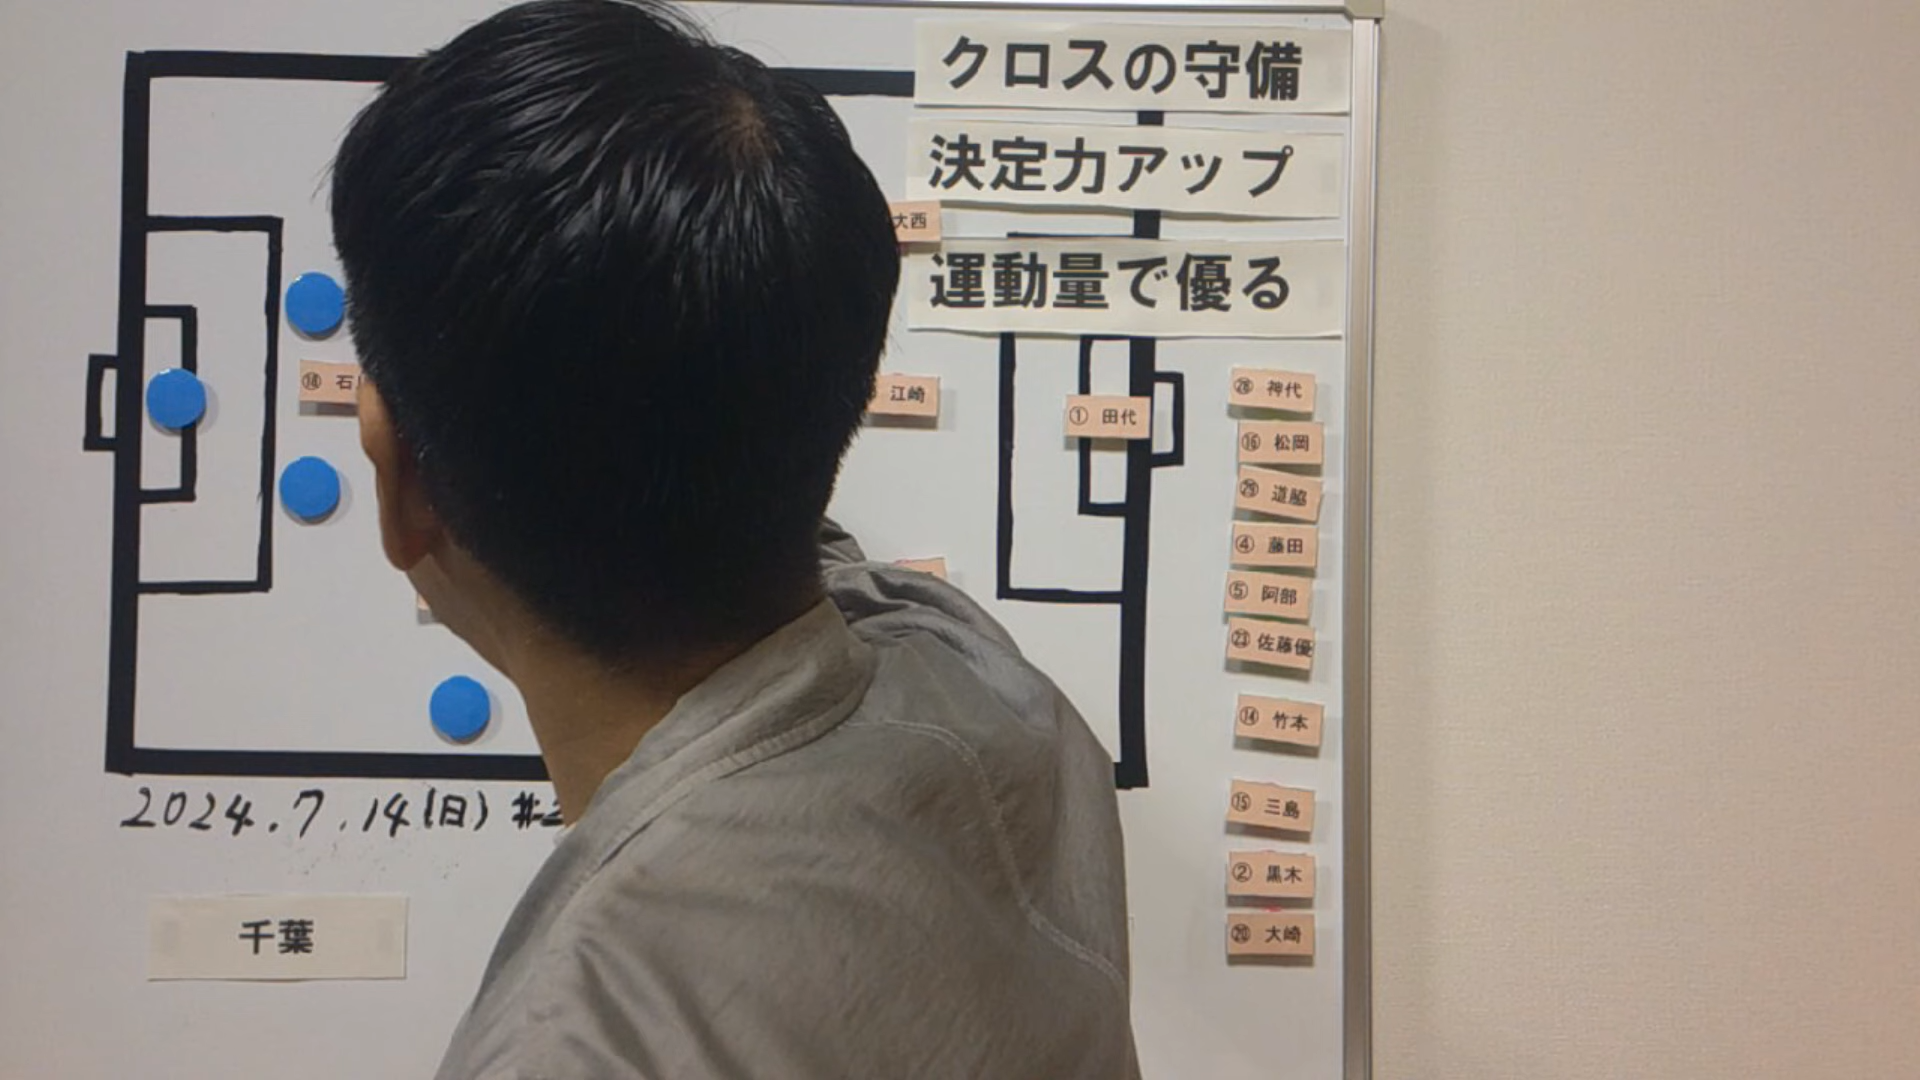 クロスの守備
決定力アップ
大西
運動量で優る
⑱ 石
江崎
① 田代
㉘ 神代
⑯ 松岡
㉙ 道脇
④ 藤田
⑤ 阿部
㉓ 佐藤優
⑭ 竹本
⑮ 三島
② 黒木
⑳ 大崎
2024.7.14(日)
千葉